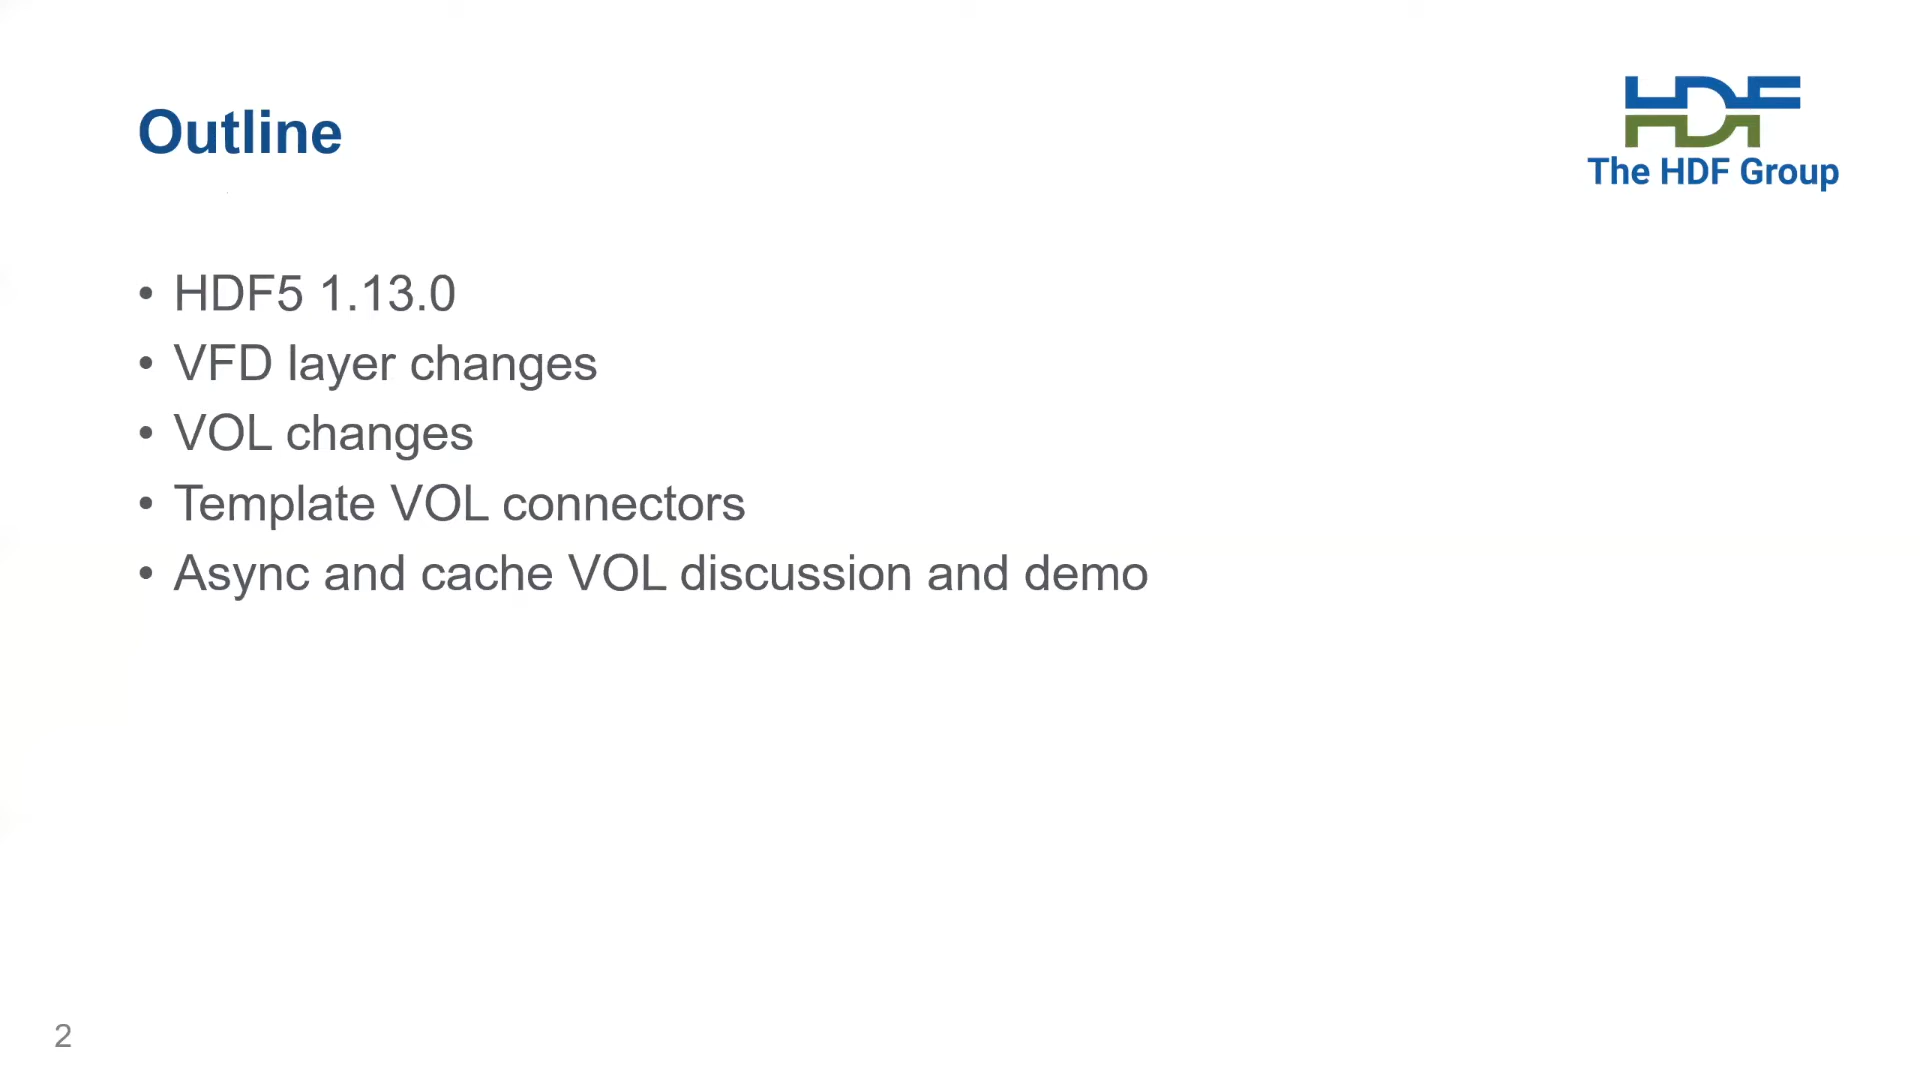 Outline
HDF
The HDF Group
• HDF5 1.13.0
• VFD layer changes
• VOL changes
• Template VOL connectors
• Async and cache VOL discussion and demo
2